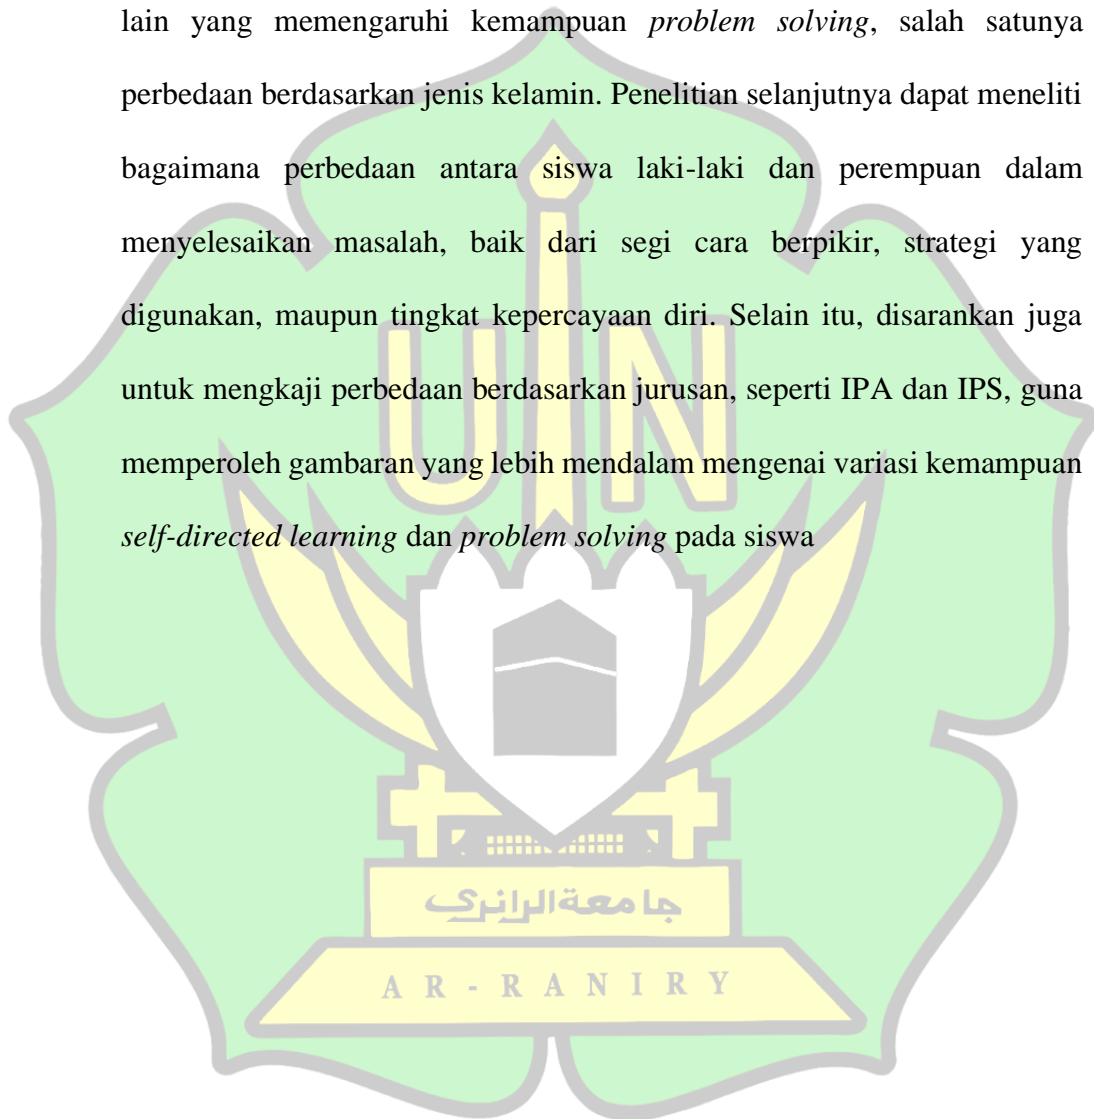 lain yang memengaruhi kemampuan problem solving, salah satunya
perbedaan berdasarkan jenis kelamin. Penelitian selanjutnya dapat meneliti
bagaimana perbedaan antara siswa laki-laki dan perempuan dalam
menyelesaikan masalah, baik dari segi cara berpikir, strategi yang
digunakan, maupun tingkat kepercayaan diri. Selain itu, disarankan juga
untuk mengkaji perbedaan berdasarkan jurusan, seperti IPA dan IPS, guna
memperoleh gambaran yang lebih mendalam mengenai variasi kemampuan
self-directed learning dan problem solving pada siswa
UIN
جامعة الرانري
AR-RANIRY